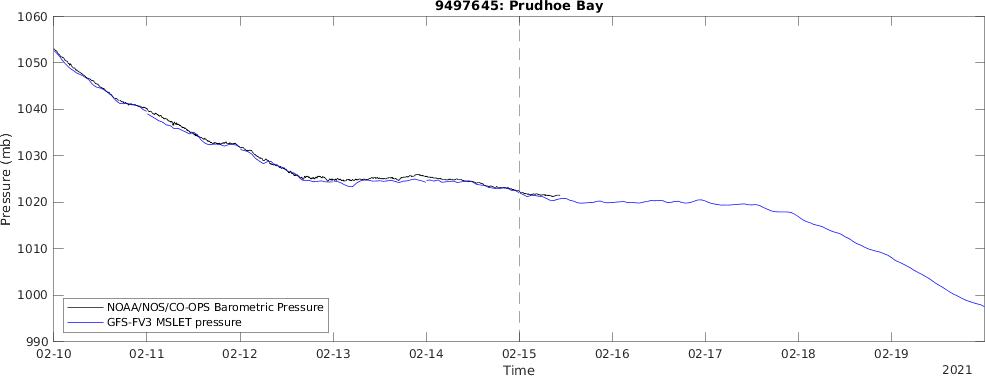 9497645: Prudhoe Bay
1060
1050
1040
1030
1020
1010
1000
990
Pressure (mb)
NOAA/NOS/CO-OPS Barometric Pressure
GFS-FV3 MSLET pressure
02-10 02-11 02-12 02-13 02-14 02-15 02-16 02-17 02-18 02-19
Time
2021